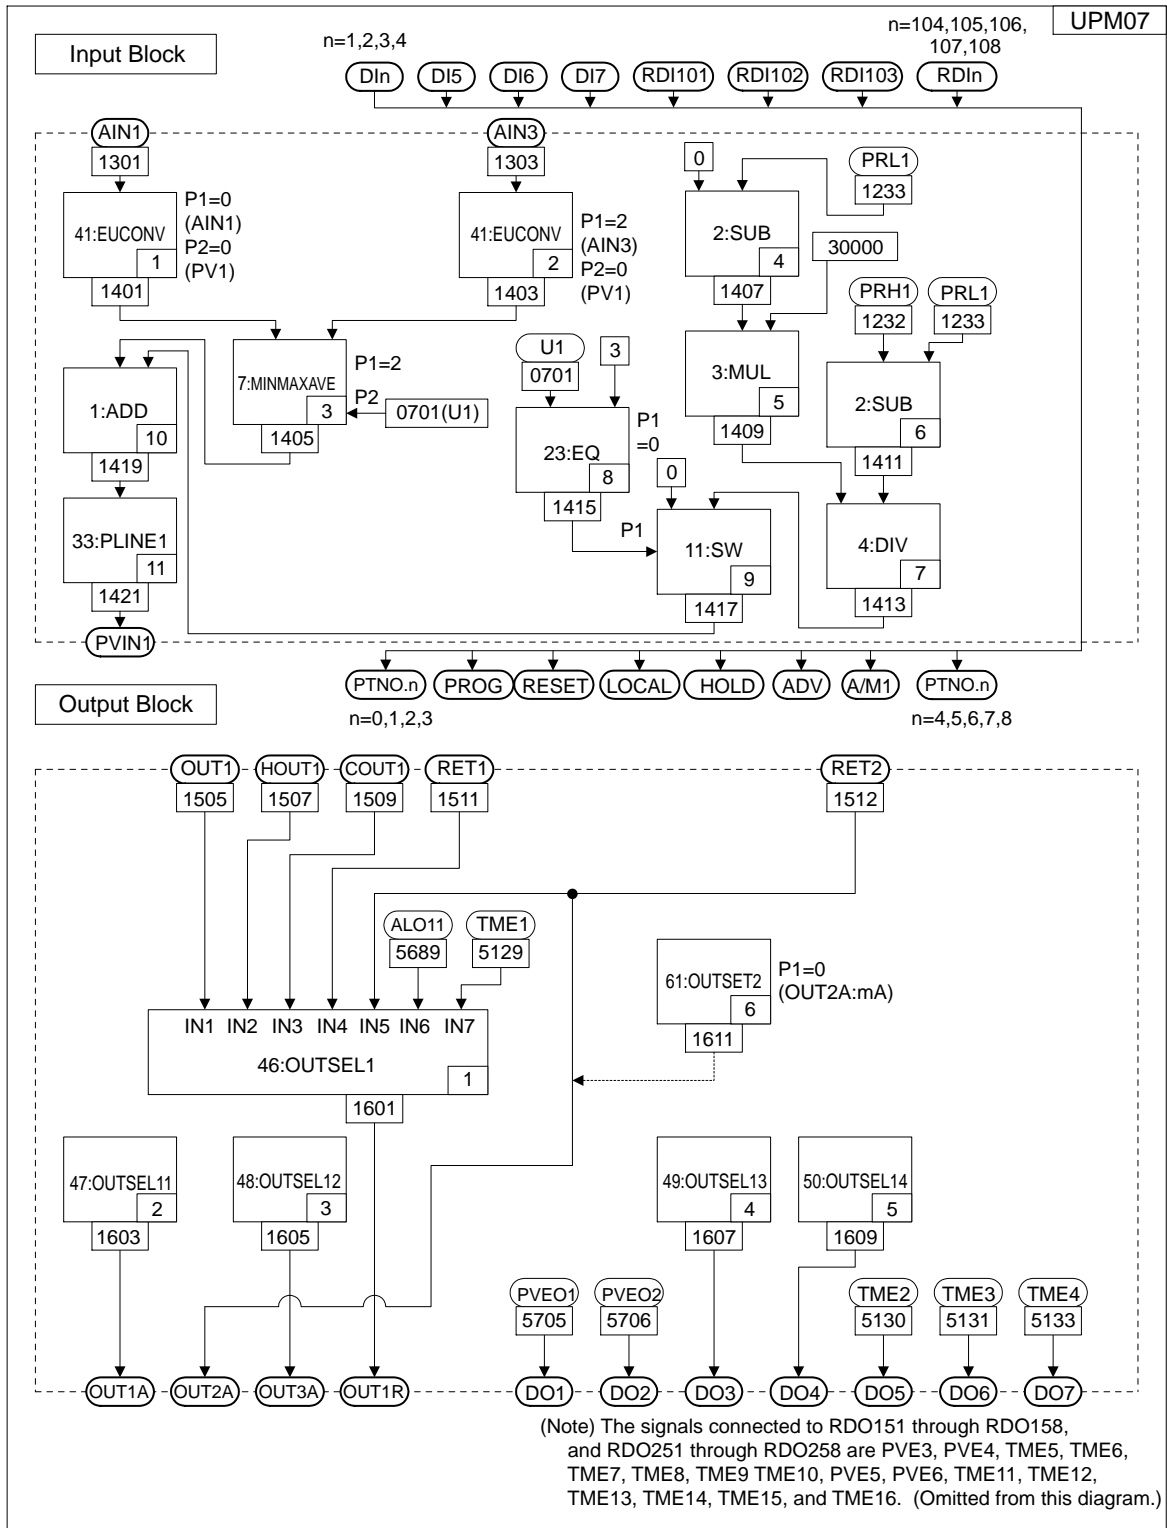 UPM07
Input Block
n=1,2,3,4
n=104,105,106,
107,108
DIn DI5 DI6 DI7 RDI101 RDI102 RDI103 RDIn
AIN1 AIN3
1301 1303 0 PRL1
1233
41:EUCONV
1
P1=0
(AIN1)
P2=0
(PV1)
41:EUCONV
2
P1=2
(AIN3)
P2=0
(PV1)
2:SUB
4
30000
1401 1403 1407
PRH1 PRL1
1232 1233
U1
0701
3
7:MINMAXAVE
3
P1=2
P2
0701(U1)
3:MUL
5
2:SUB
6
1:ADD
10
1405
23:EQ
8
P1
=0
1409
1411
1419
0
1415
P1
33:PLINE1
11
11:SW
9
4:DIV
7
1421
1417
1413
PVIN1
PTNO.n PROG RESET LOCAL HOLD ADV A/M1 PTNO.n
n=0,1,2,3
n=4,5,6,7,8
Output Block
OUT1 HOUT1 COUT1 RET1 RET2
1505 1507 1509 1511 1512
ALO11 TME1
5689 5129
61:OUTSET2
6
P1=0
(OUT2A:mA)
1611
IN1 IN2 IN3 IN4 IN5 IN6 IN7
46:OUTSEL1
1
1601
47:OUTSEL11
2
48:OUTSEL12
3
49:OUTSEL13
4
50:OUTSEL14
5
1603 1605 1607 1609
PVEO1 PVEO2 TME2 TME3 TME4
5705 5706 5130 5131 5133
OUT1A OUT2A OUT3A OUT1R DO1 DO2 DO3 DO4 DO5 DO6 DO7
(Note) The signals connected to RDO151 through RDO158,
and RDO251 through RDO258 are PVE3, PVE4, TME5, TME6,
TME7, TME8, TME9 TME10, PVE5, PVE6, TME11, TME12,
TME13, TME14, TME15, and TME16. (Omitted from this diagram.)